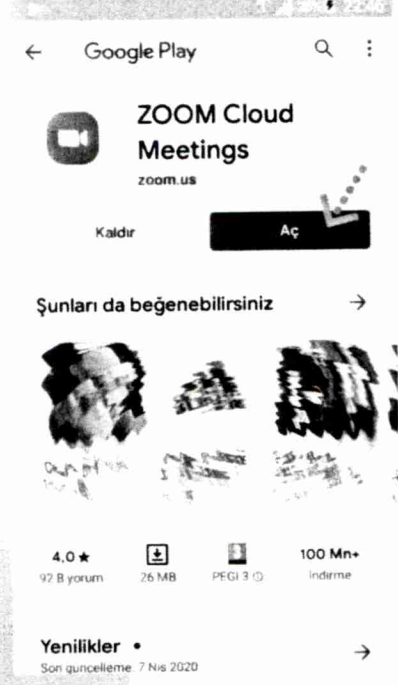 Google Play
ZOOM Cloud
Meetings
zoom.us
Kaldır
Aç
Şunları da beğenebilirsiniz
4,0 ★
92 B yorum
26 MB
PEGI 3
100 Mn+
indirme
Yenilikler •
Son güncelleme: 7 Nis 2020